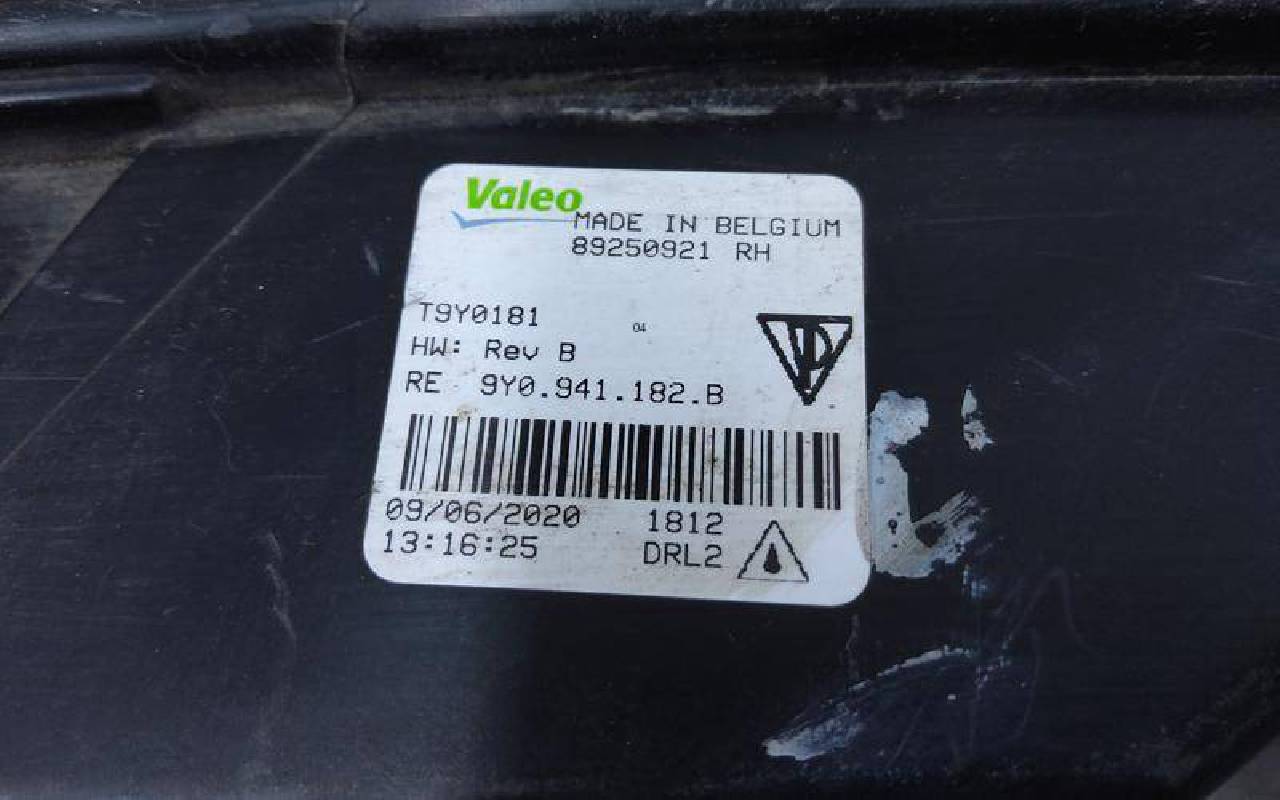 Valeo
MADE IN BELGIUM
89250921 RH
T9Y0181
04
HW: Rev B
RE 9Y0.941.182.B
09/06/2020 1812
13:16:25 DRL2